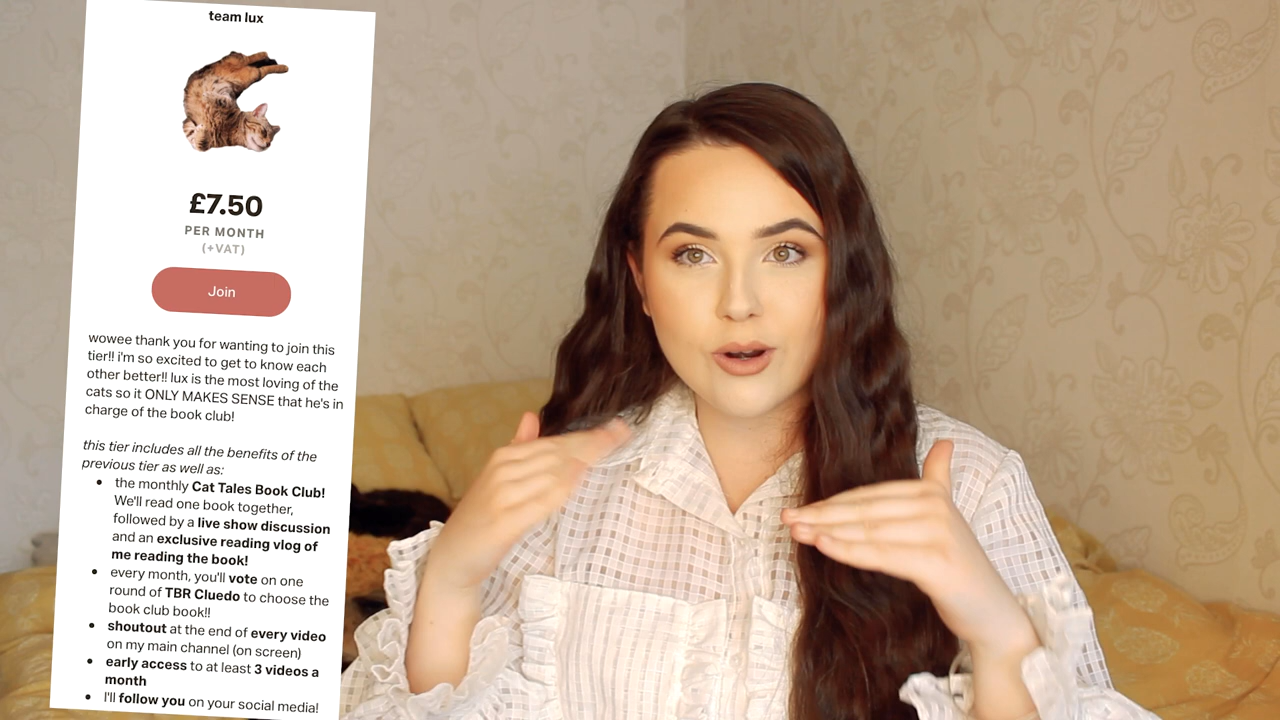 team lux
£7.50
PER MONTH
(+VAT)
Join
wowee thank you for wanting to join this
tier!! i'm so excited to get to know each
other better!! lux is the most loving of the
cats so it ONLY MAKES SENSE that he's in
charge of the book club!
this tier includes all the benefits of the
previous tier as well as:
• the monthly Cat Tales Book Club!
We'll read one book together,
followed by a live show discussion
and an exclusive reading vlog of
me reading the book!
• every month, you'll vote on one
round of TBR Cluedo to choose the
book club book!!
• shoutout at the end of every video
on my main channel (on screen)
• early access to at least 3 videos a
month
• I'll follow you on your social media!